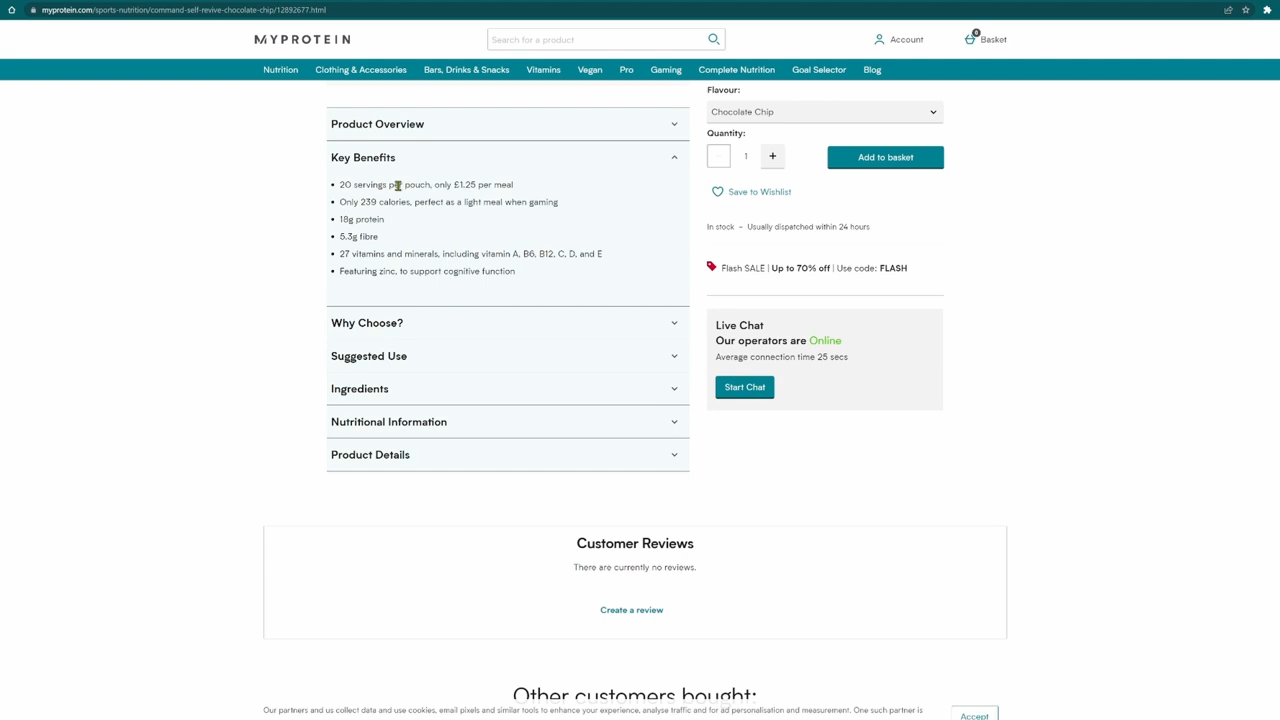 myprotein.com/sports-nutrition/command-self-revive-chocolate-chip/12892677.html
MYPROTEIN
Search for a product
Account
0
Basket
Nutrition Clothing & Accessories Bars, Drinks & Snacks Vitamins Vegan Pro Gaming Complete Nutrition Goal Selector Blog
Flavour:
Chocolate Chip
Quantity:
1 +
Add to basket
Save to Wishlist
In stock - Usually dispatched within 24 hours
Flash SALE | Up to 70% off | Use code: FLASH
Live Chat
Our operators are Online
Average connection time 25 secs
Start Chat
Product Overview
Key Benefits
• 20 servings per pouch, only £1.25 per meal
• Only 239 calories, perfect as a light meal when gaming
• 18g protein
• 5.3g fibre
• 27 vitamins and minerals, including vitamin A, B6, B12, C, D, and E
• Featuring zinc, to support cognitive function
Why Choose?
Suggested Use
Ingredients
Nutritional Information
Product Details
Customer Reviews
There are currently no reviews.
Create a review
Other customers bought:
Our partners and us collect data and use cookies, email pixels and similar tools to enhance your experience, analyse traffic and for ad personalisation and measurement. One such partner is
Accept